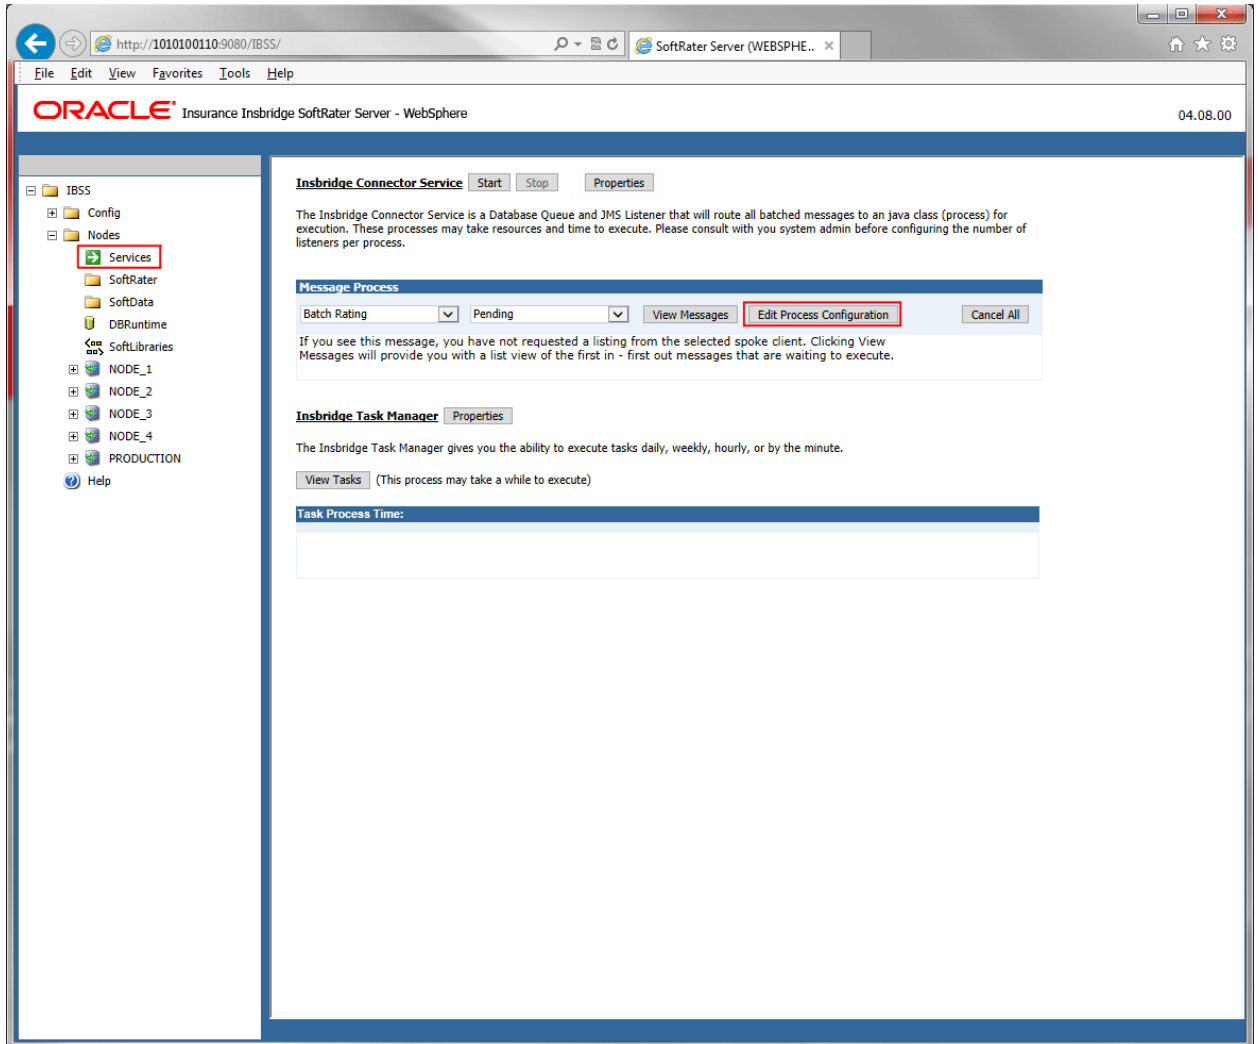 http://1010100110:9080/IBSS/
SoftRater Server (WEBSPHE...
File Edit View Favorites Tools Help
ORACLE Insurance Insbridge SoftRater Server - WebSphere
04.08.00
IBSS
Config
Nodes
Services
SoftRater
SoftData
DBRuntime
SoftLibraries
NODE_1
NODE_2
NODE_3
NODE_4
PRODUCTION
Help
Insbridge Connector Service Start Stop Properties
The Insbridge Connector Service is a Database Queue and JMS Listener that will route all batched messages to an java class (process) for
execution. These processes may take resources and time to execute. Please consult with you system admin before configuring the number of
listeners per process.
Message Process
Batch Rating Pending View Messages Edit Process Configuration Cancel All
If you see this message, you have not requested a listing from the selected spoke client. Clicking View
Messages will provide you with a list view of the first in - first out messages that are waiting to execute.
Insbridge Task Manager Properties
The Insbridge Task Manager gives you the ability to execute tasks daily, weekly, hourly, or by the minute.
View Tasks (This process may take a while to execute)
Task Process Time: